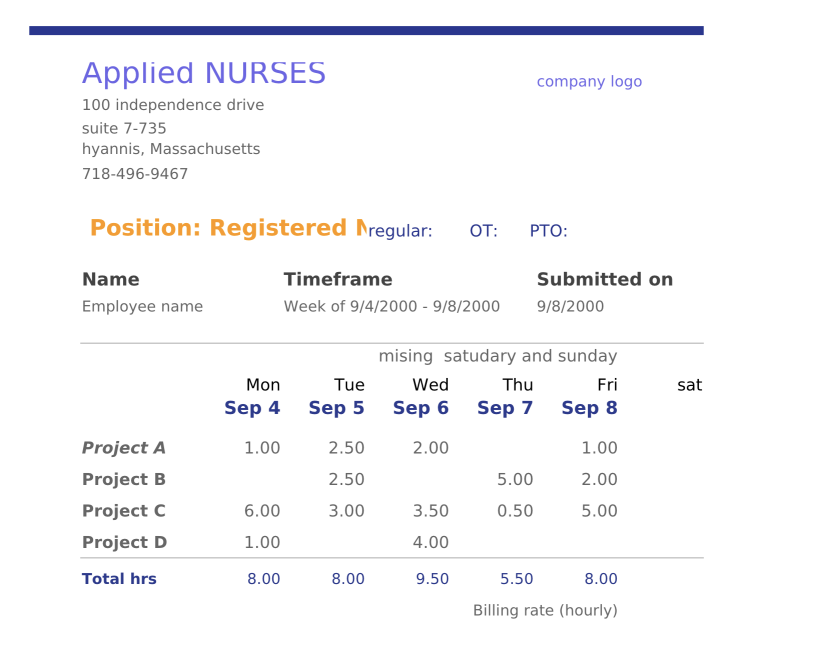 Applied NURSES
company logo
100 independence drive
suite 7-735
hyannis, Massachusetts
718-496-9467
Position: Registered N
regular: OT: PTO:
Name Timeframe Submitted on
Employee name Week of 9/4/2000 - 9/8/2000 9/8/2000
mising satudary and sunday
Mon Tue Wed Thu Fri sat
Sep 4 Sep 5 Sep 6 Sep 7 Sep 8
Project A 1.00 2.50 2.00 1.00
Project B 2.50 5.00 2.00
Project C 6.00 3.00 3.50 0.50 5.00
Project D 1.00 4.00
Total hrs 8.00 8.00 9.50 5.50 8.00
Billing rate (hourly)